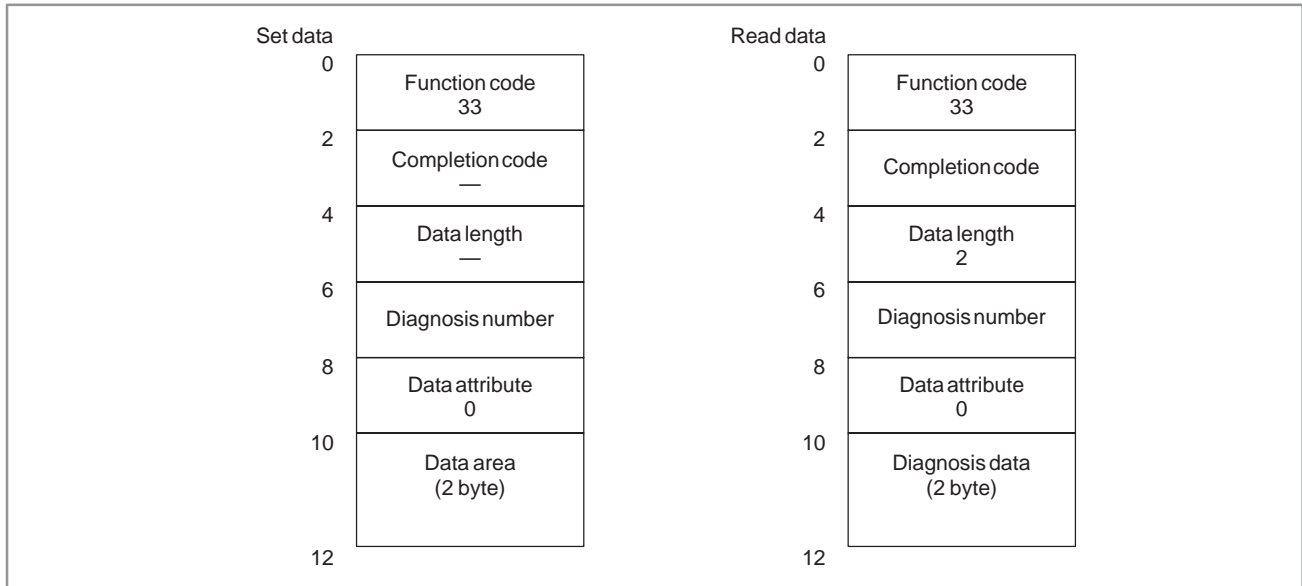 Set data
0
Function code
33
2
Completion code
—
4
Data length
—
6
Diagnosis number
8
Data attribute
0
10
Data area
(2 byte)
12
Read data
0
Function code
33
2
Completion code
4
Data length
2
6
Diagnosis number
8
Data attribute
0
10
Diagnosis data
(2 byte)
12